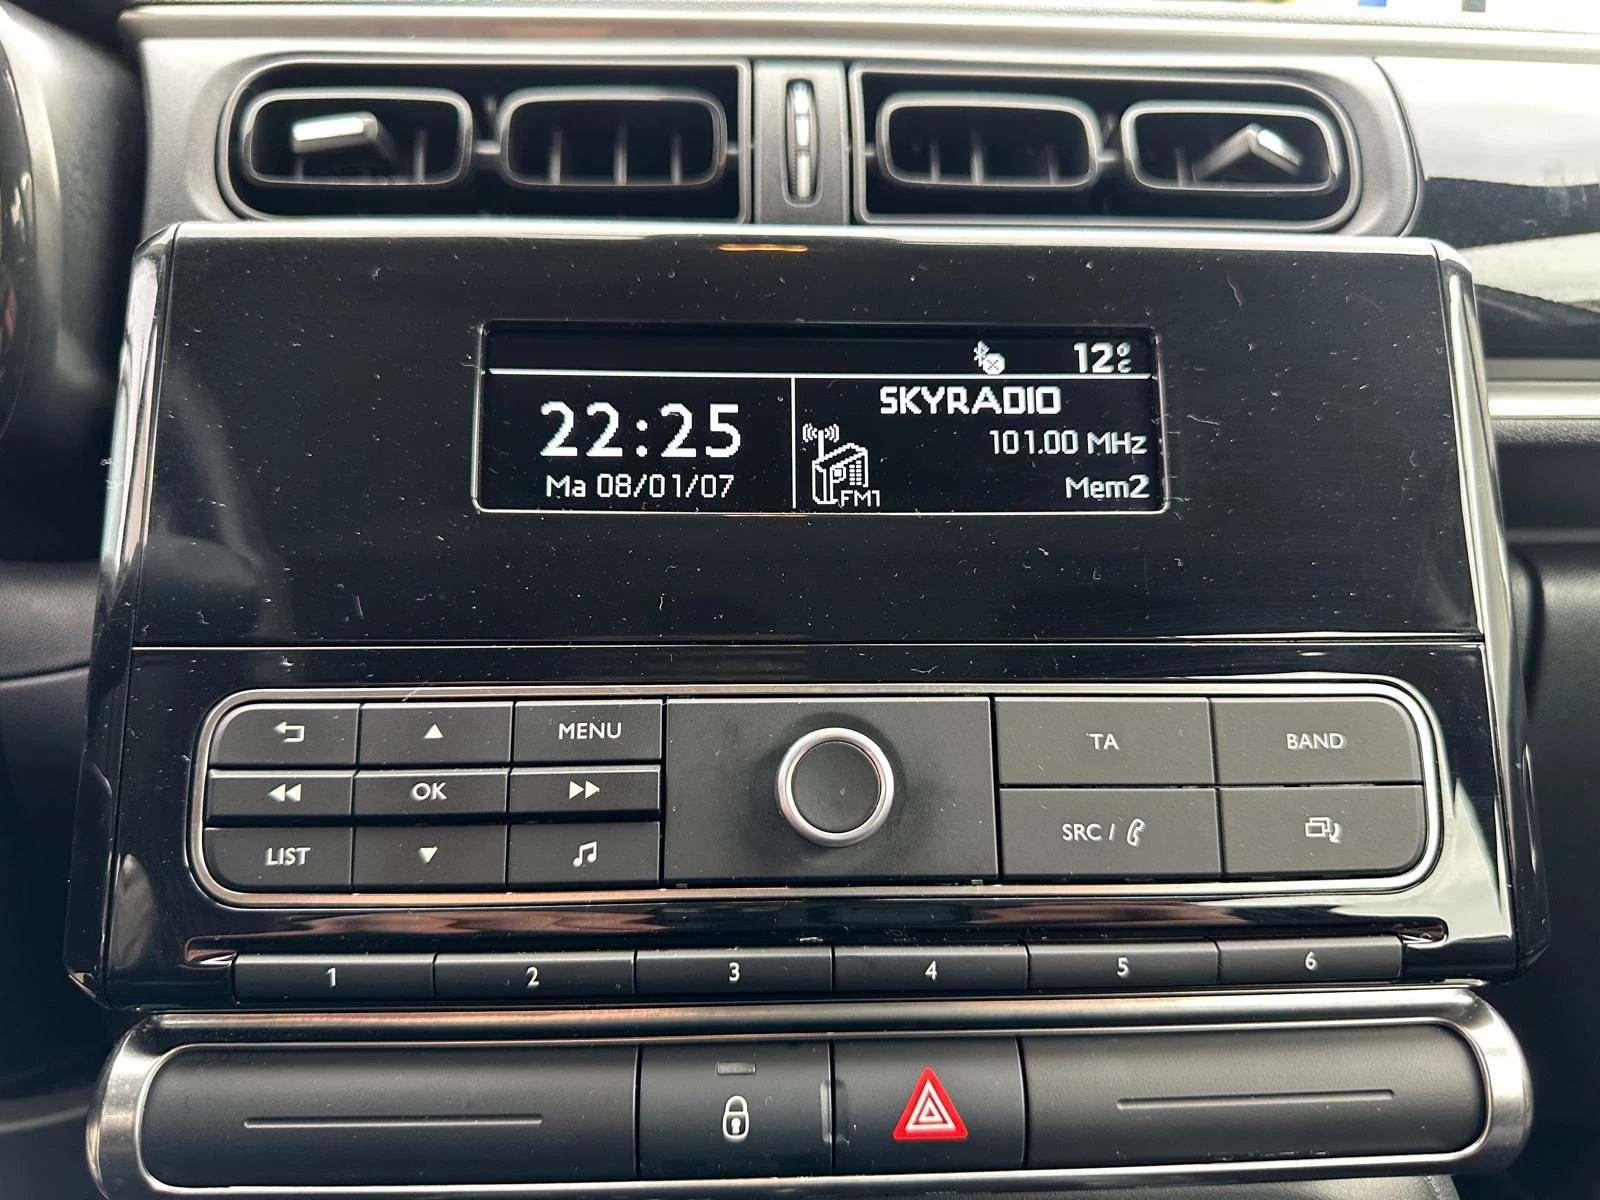 12°C
22:25
Ma 08/01/07
SKYRADIO
101.00 MHz
FM1
Mem2
MENU
OK
LIST
TA
BAND
SRC /
1 2 3 4 5 6